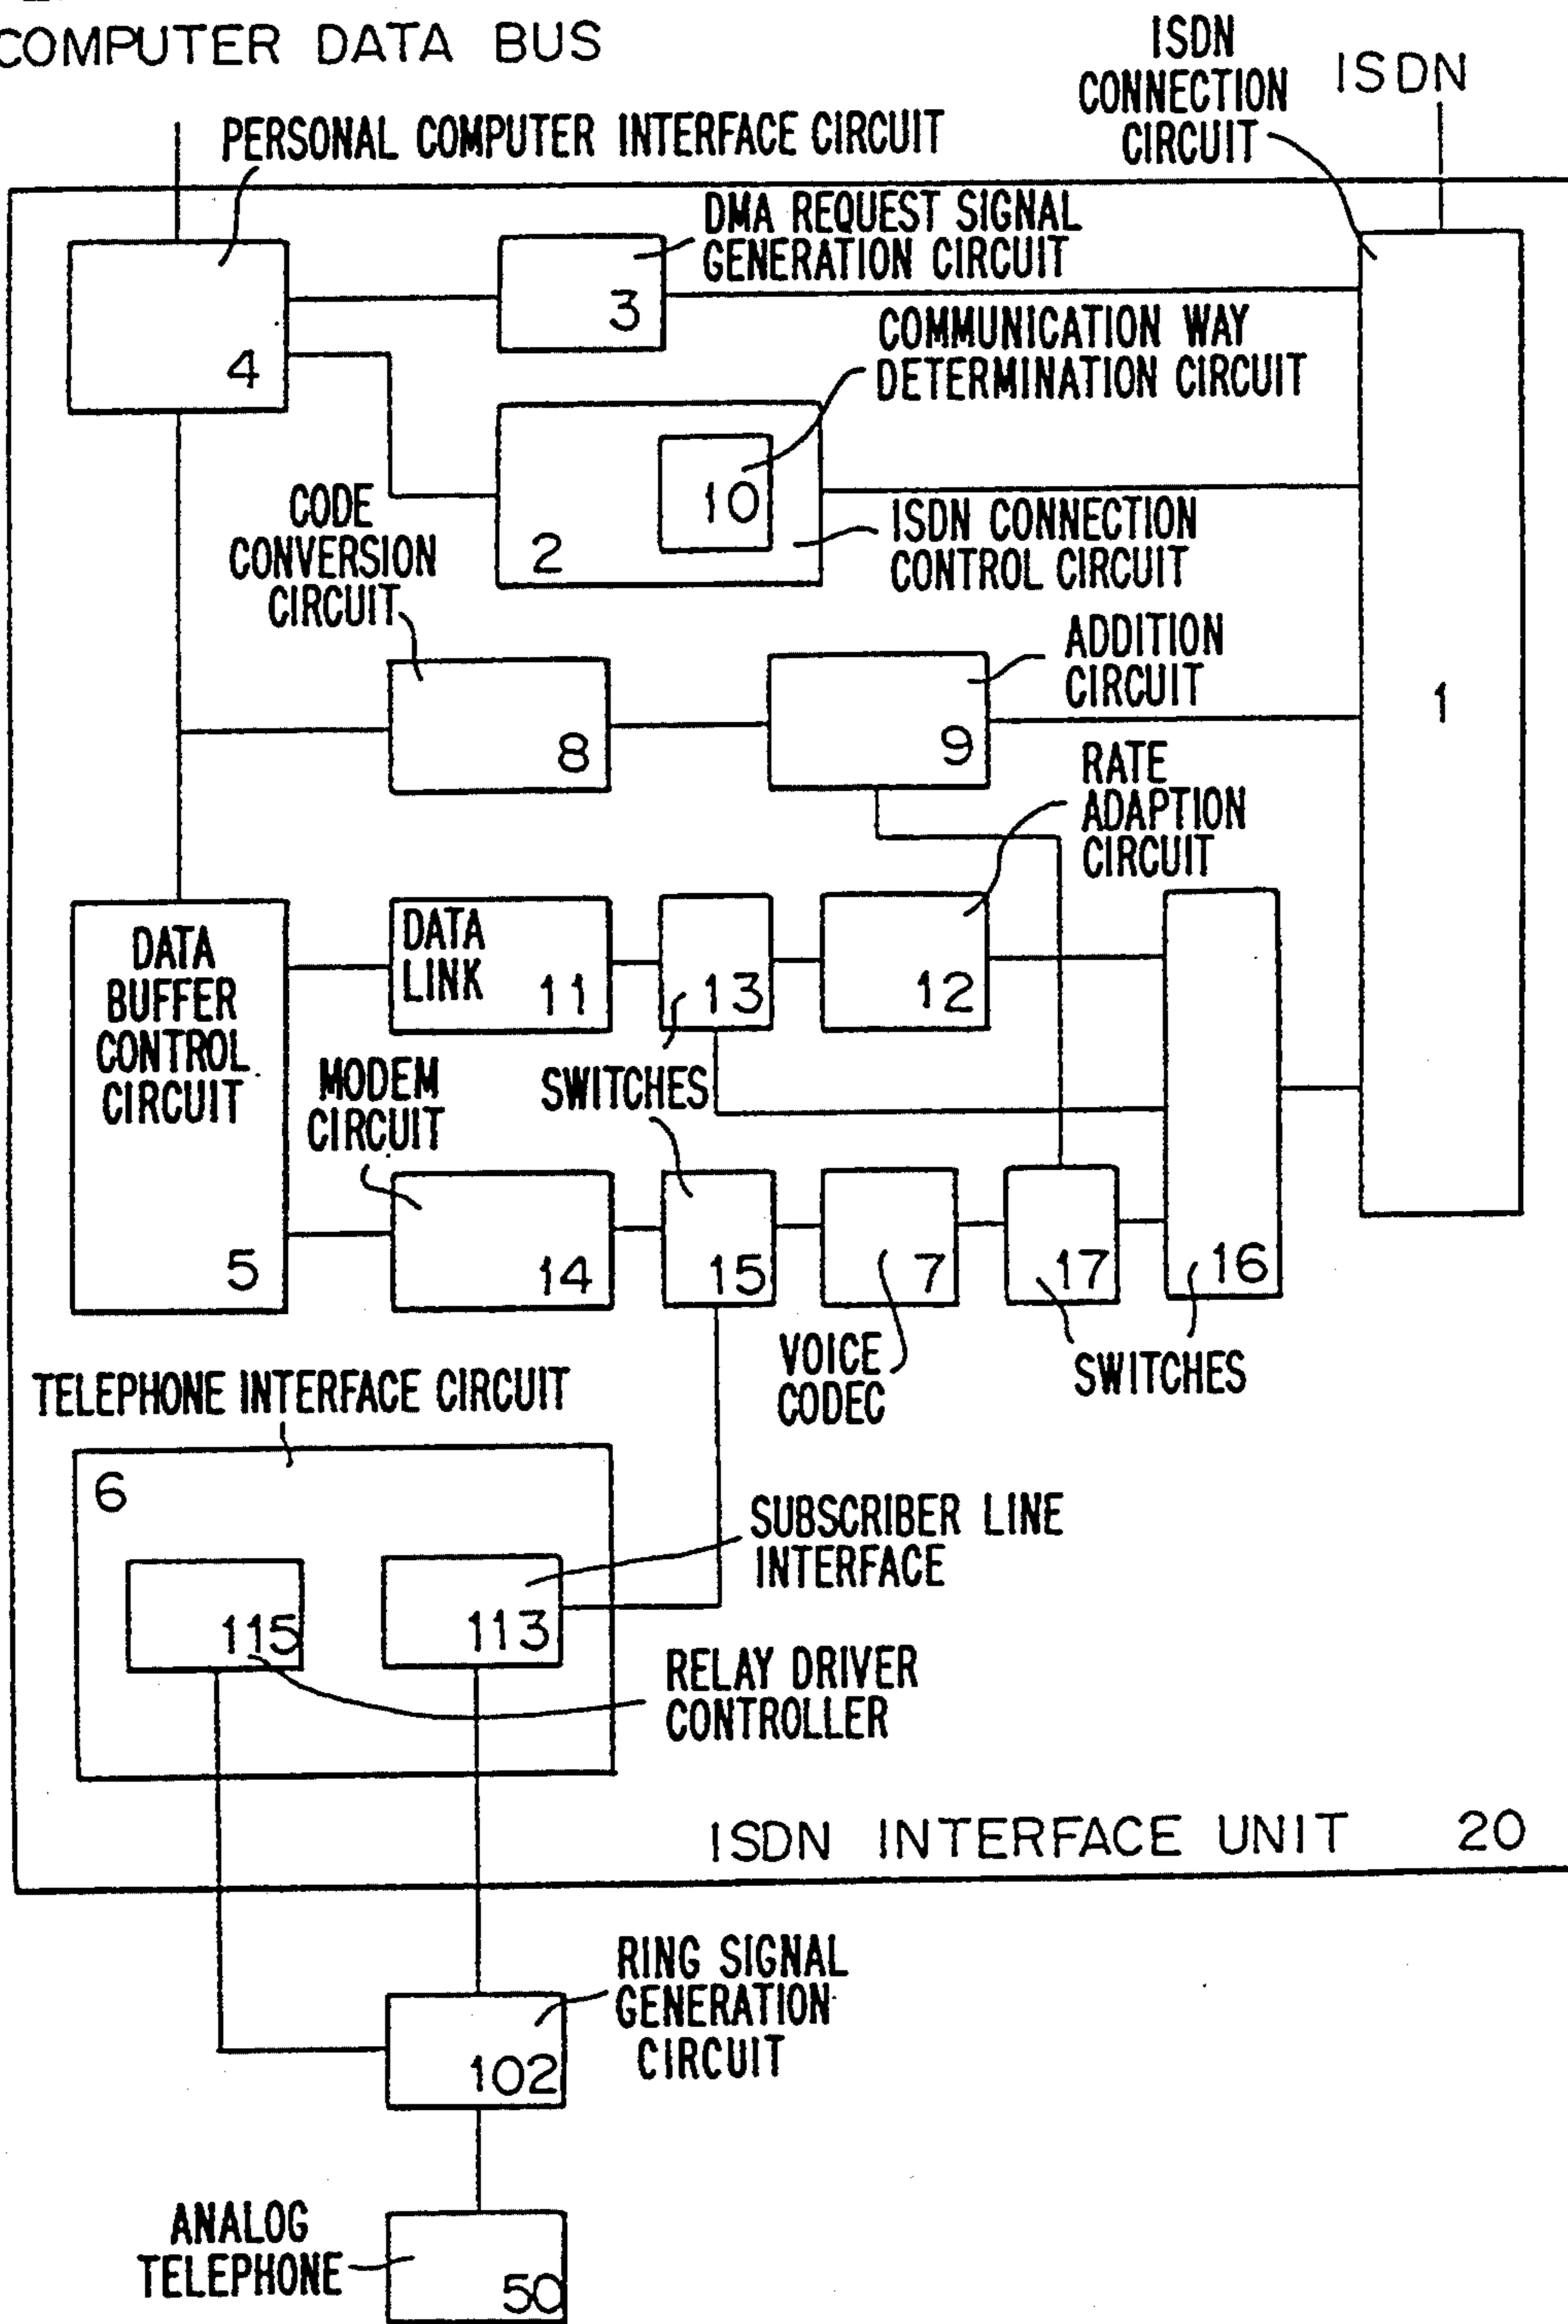 COMPUTER DATA BUS
ISDN
CONNECTION
CIRCUIT
ISDN
PERSONAL COMPUTER INTERFACE CIRCUIT
DMA REQUEST SIGNAL
GENERATION CIRCUIT
3
4
COMMUNICATION WAY
DETERMINATION CIRCUIT
10
2
ISDN CONNECTION
CONTROL CIRCUIT
CODE
CONVERSION
CIRCUIT
8
ADDITION
CIRCUIT
9
1
RATE
ADAPTION
CIRCUIT
DATA
BUFFER
CONTROL
CIRCUIT
5
DATA
LINK
11
13
12
SWITCHES
MODEM
CIRCUIT
14
15
7
17
16
VOICE
CODEC
SWITCHES
TELEPHONE INTERFACE CIRCUIT
6
115
113
SUBSCRIBER LINE
INTERFACE
RELAY DRIVER
CONTROLLER
ISDN INTERFACE UNIT 20
RING SIGNAL
GENERATION
CIRCUIT
102
ANALOG
TELEPHONE
50